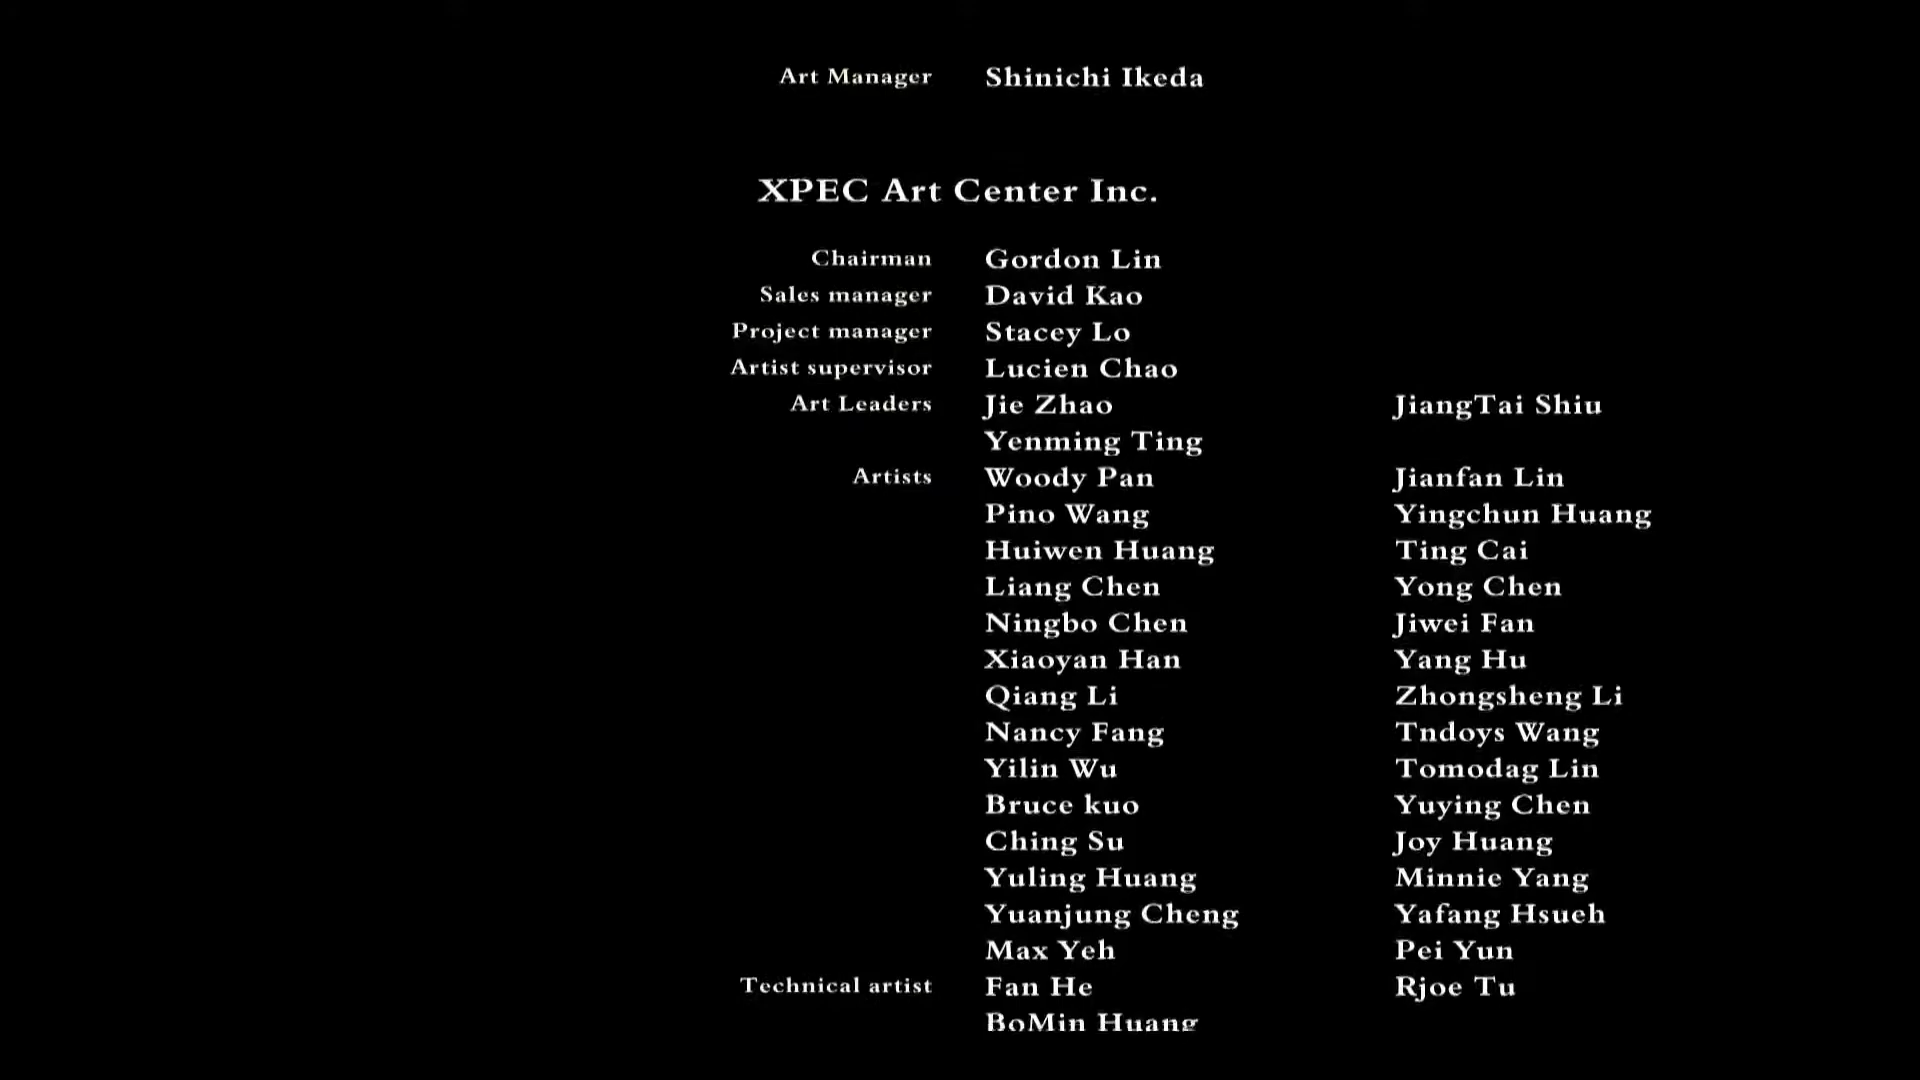 Art Manager Shinichi Ikeda
XPEC Art Center Inc.
Chairman Gordon Lin
Sales manager David Kao
Project manager Stacey Lo
Artist supervisor Lucien Chao
Art Leaders Jie Zhao JiangTai Shiu
Yenming Ting
Artists Woody Pan Jianfan Lin
Pino Wang Yingchun Huang
Huiwen Huang Ting Cai
Liang Chen Yong Chen
Ningbo Chen Jiwei Fan
Xiaoyan Han Yang Hu
Qiang Li Zhongsheng Li
Nancy Fang Tndoys Wang
Yilin Wu Tomodag Lin
Bruce kuo Yuying Chen
Ching Su Joy Huang
Yuling Huang Minnie Yang
Yuanjung Cheng Yafang Hsueh
Max Yeh Pei Yun
Technical artist Fan He Rjoe Tu
BoMin Huang